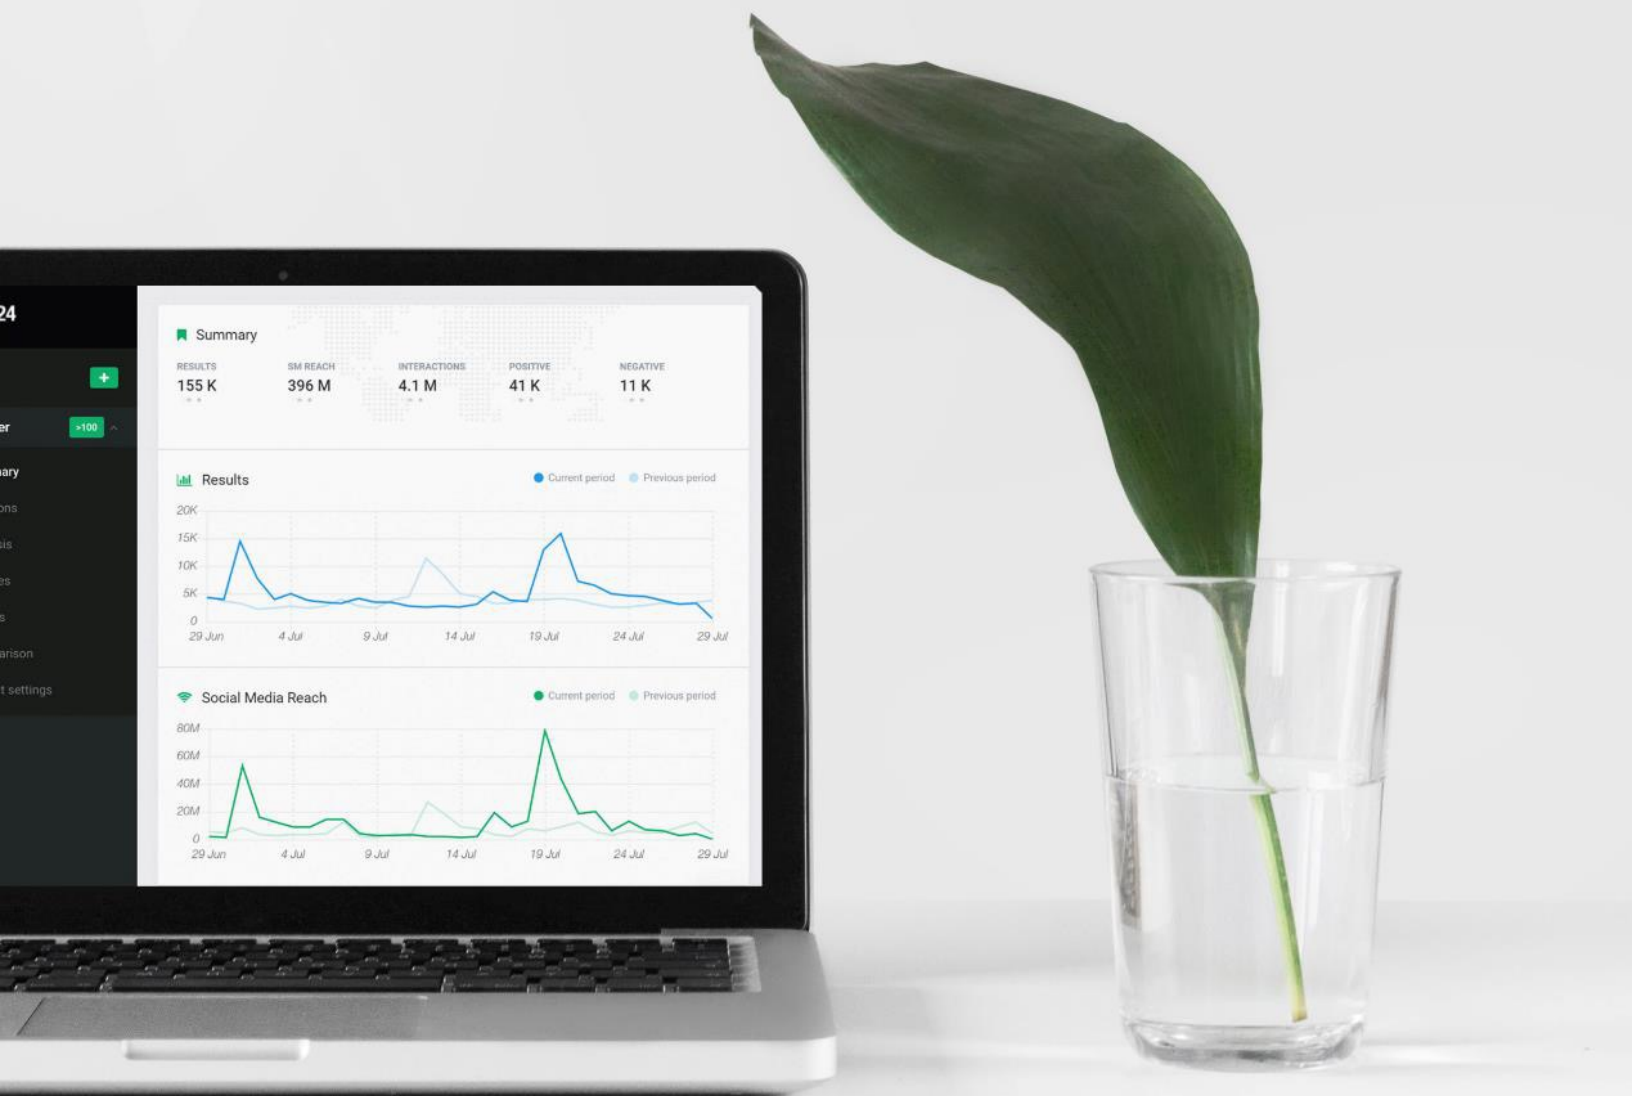 24
+
er
>100
ary
ons
sis
es
s
arison
t settings
Summary
RESULTS SM REACH INTERACTIONS POSITIVE NEGATIVE
155 K 396 M 4.1 M 41 K 11 K
Results Current period Previous period
20K
15K
10K
5K
0
29 Jun 4 Jul 9 Jul 14 Jul 19 Jul 24 Jul 29 Jul
Social Media Reach Current period Previous period
80M
60M
40M
20M
0
29 Jun 4 Jul 9 Jul 14 Jul 19 Jul 24 Jul 29 Jul